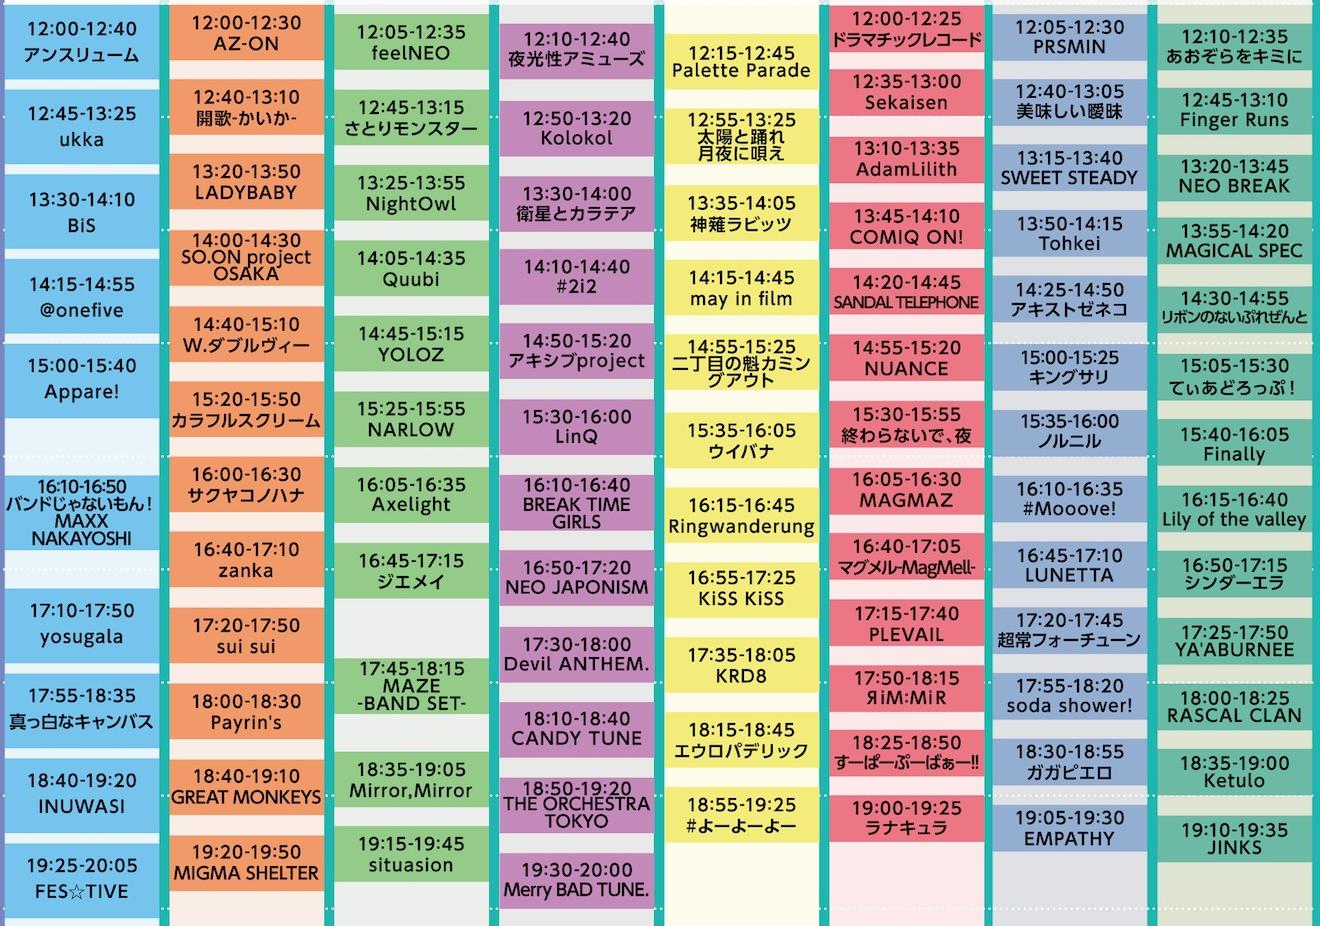 12:00-12:40
アンスリューム
12:45-13:25
ukka
13:30-14:10
BiS
14:15-14:55
@onefive
15:00-15:40
Appare!
16:10-16:50
バンドじゃないもん！
MAXX
NAKAYOSHI
17:10-17:50
yosugala
17:55-18:35
真っ白なキャンバス
18:40-19:20
INUWASI
19:25-20:05
FES☆TIVE
12:00-12:30
AZ-ON
12:40-13:10
開歌-かいか-
13:20-13:50
LADYBABY
14:00-14:30
SO.ON project
OSAKA
14:40-15:10
W.ダブルヴィー
15:20-15:50
カラフルスクリーム
16:00-16:30
サクヤコノハナ
16:40-17:10
zanka
17:20-17:50
sui sui
18:00-18:30
Payrin's
18:40-19:10
GREAT MONKEYS
19:20-19:50
MIGMA SHELTER
12:05-12:35
feelNEO
12:45-13:15
さとりモンスター
13:25-13:55
NightOwl
14:05-14:35
Quubi
14:45-15:15
YOLOZ
15:25-15:55
NARLOW
16:05-16:35
Axelight
16:45-17:15
ジエメイ
17:45-18:15
MAZE
-BAND SET-
18:35-19:05
Mirror,Mirror
19:15-19:45
situasion
12:10-12:40
夜光性アミューズ
12:50-13:20
Kolokol
13:30-14:00
衛星とカラテア
14:10-14:40
#2i2
14:50-15:20
アキシブproject
15:30-16:00
LinQ
16:10-16:40
BREAK TIME
GIRLS
16:50-17:20
NEO JAPONISM
17:30-18:00
Devil ANTHEM.
18:10-18:40
CANDY TUNE
18:50-19:20
THE ORCHESTRA
TOKYO
19:30-20:00
Merry BAD TUNE.
12:15-12:45
Palette Parade
12:55-13:25
太陽と踊れ
月夜に唄え
13:35-14:05
神薙ラビッツ
14:15-14:45
may in film
14:55-15:25
二丁目の魁カミン
グアウト
15:35-16:05
ウイバナ
16:15-16:45
Ringwanderung
16:55-17:25
KiSS KiSS
17:35-18:05
KRD8
18:15-18:45
エウロパデリック
18:55-19:25
#よーよーよー
12:00-12:25
ドラマチックレコード
12:35-13:00
Sekaisen
13:10-13:35
AdamLilith
13:45-14:10
COMIQ ON!
14:20-14:45
SANDAL TELEPHONE
14:55-15:20
NUANCE
15:30-15:55
終わらないで、夜
16:05-16:30
MAGMAZ
16:40-17:05
マグメル-MagMell-
17:15-17:40
PLEVAIL
17:50-18:15
ЯiM:MiR
18:25-18:50
すーぱーぷーばぁー!!
19:00-19:25
ラナキュラ
12:05-12:30
PRSMIN
12:40-13:05
美味しい曖昧
13:15-13:40
SWEET STEADY
13:50-14:15
Tohkei
14:25-14:50
アキストゼネコ
15:00-15:25
キングサリ
15:35-16:00
ノルニル
16:10-16:35
#Mooove!
16:45-17:10
LUNETTA
17:20-17:45
超常フォーチューン
17:55-18:20
soda shower!
18:30-18:55
ガガピエロ
19:05-19:30
EMPATHY
12:10-12:35
あおぞらをキミに
12:45-13:10
Finger Runs
13:20-13:45
NEO BREAK
13:55-14:20
MAGICAL SPEC
14:30-14:55
リボンのないぷれぜんと
15:05-15:30
てぃあどろっぷ！
15:40-16:05
Finally
16:15-16:40
Lily of the valley
16:50-17:15
シンダーエラ
17:25-17:50
YA'ABURNEE
18:00-18:25
RASCAL CLAN
18:35-19:00
Ketulo
19:10-19:35
JINKS